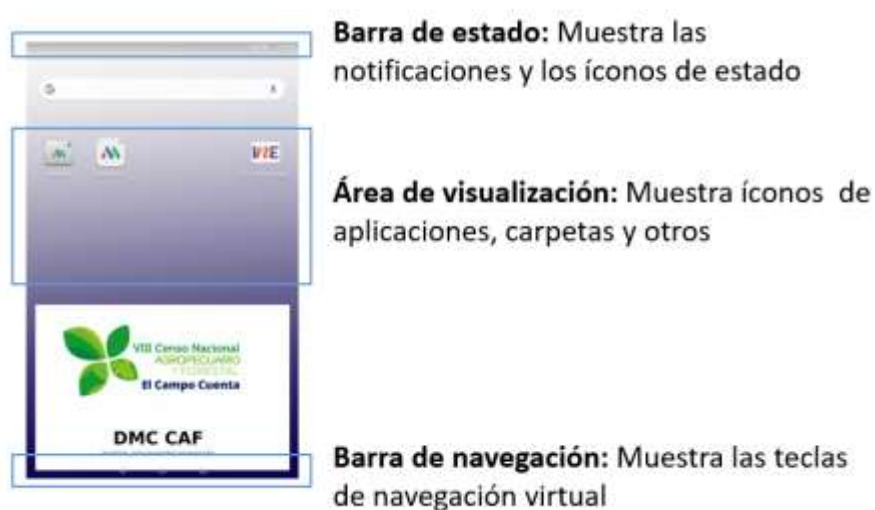 Barra de estado: Muestra las
notificaciones y los íconos de estado
Área de visualización: Muestra íconos de
aplicaciones, carpetas y otros
VIII Censo Nacional
AGROPECUARIO
Y FORESTAL
El Campo Cuenta
DMC CAF
Barra de navegación: Muestra las teclas
de navegación virtual